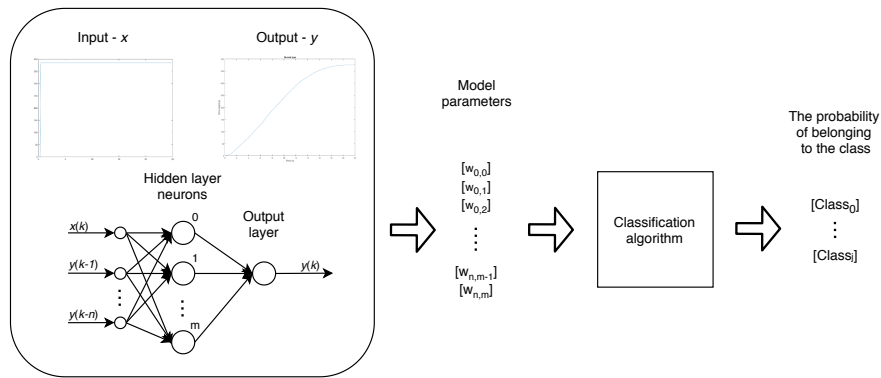 Input - x
Output - y
Hidden layer
neurons
Output
layer
x(k)
y(k-1)
y(k-n)
0
1
m
y(k)
Model
parameters
[w0,0]
[w0,1]
[w0,2]
[wn,m-1]
[wn,m]
Classification
algorithm
The probability
of belonging
to the class
[Class0]
[Classi]